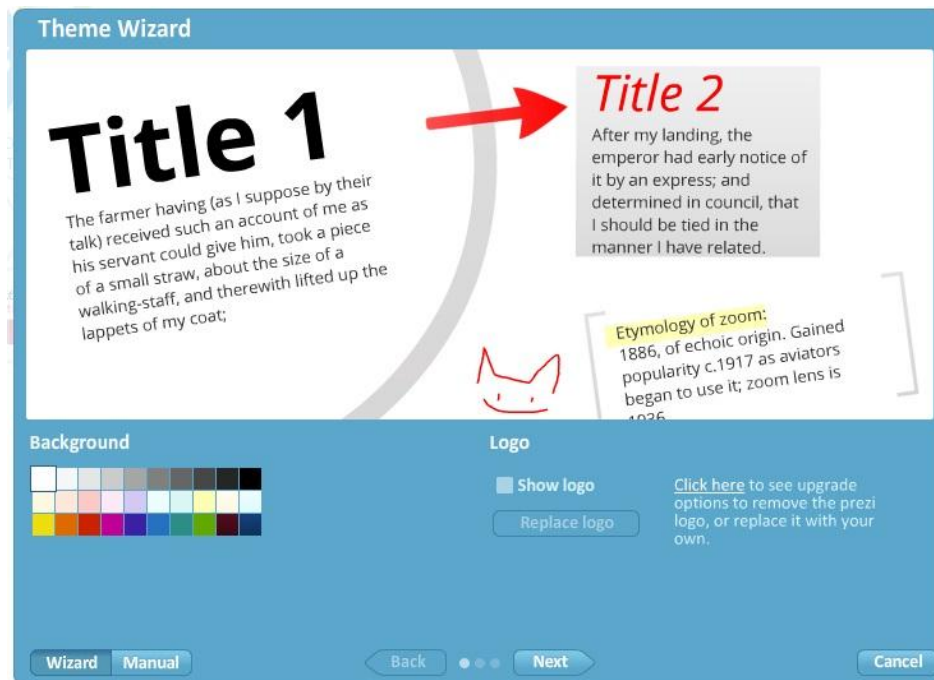 Theme Wizard
Title 1
The farmer having (as I suppose by their
talk) received such an account of me as
his servant could give him, took a piece
of a small straw, about the size of a
walking-staff, and therewith lifted up the
lappets of my coat;
Title 2
After my landing, the
emperor had early notice of
it by an express; and
determined in council, that
I should be tied in the
manner I have related.
Etymology of zoom:
1886, of echoic origin. Gained
popularity c.1917 as aviators
began to use it; zoom lens is
1936
Background
Logo
Show logo
Replace logo
Click here to see upgrade
options to remove the prezi
logo, or replace it with your
own.
Wizard
Manual
Back
Next
Cancel